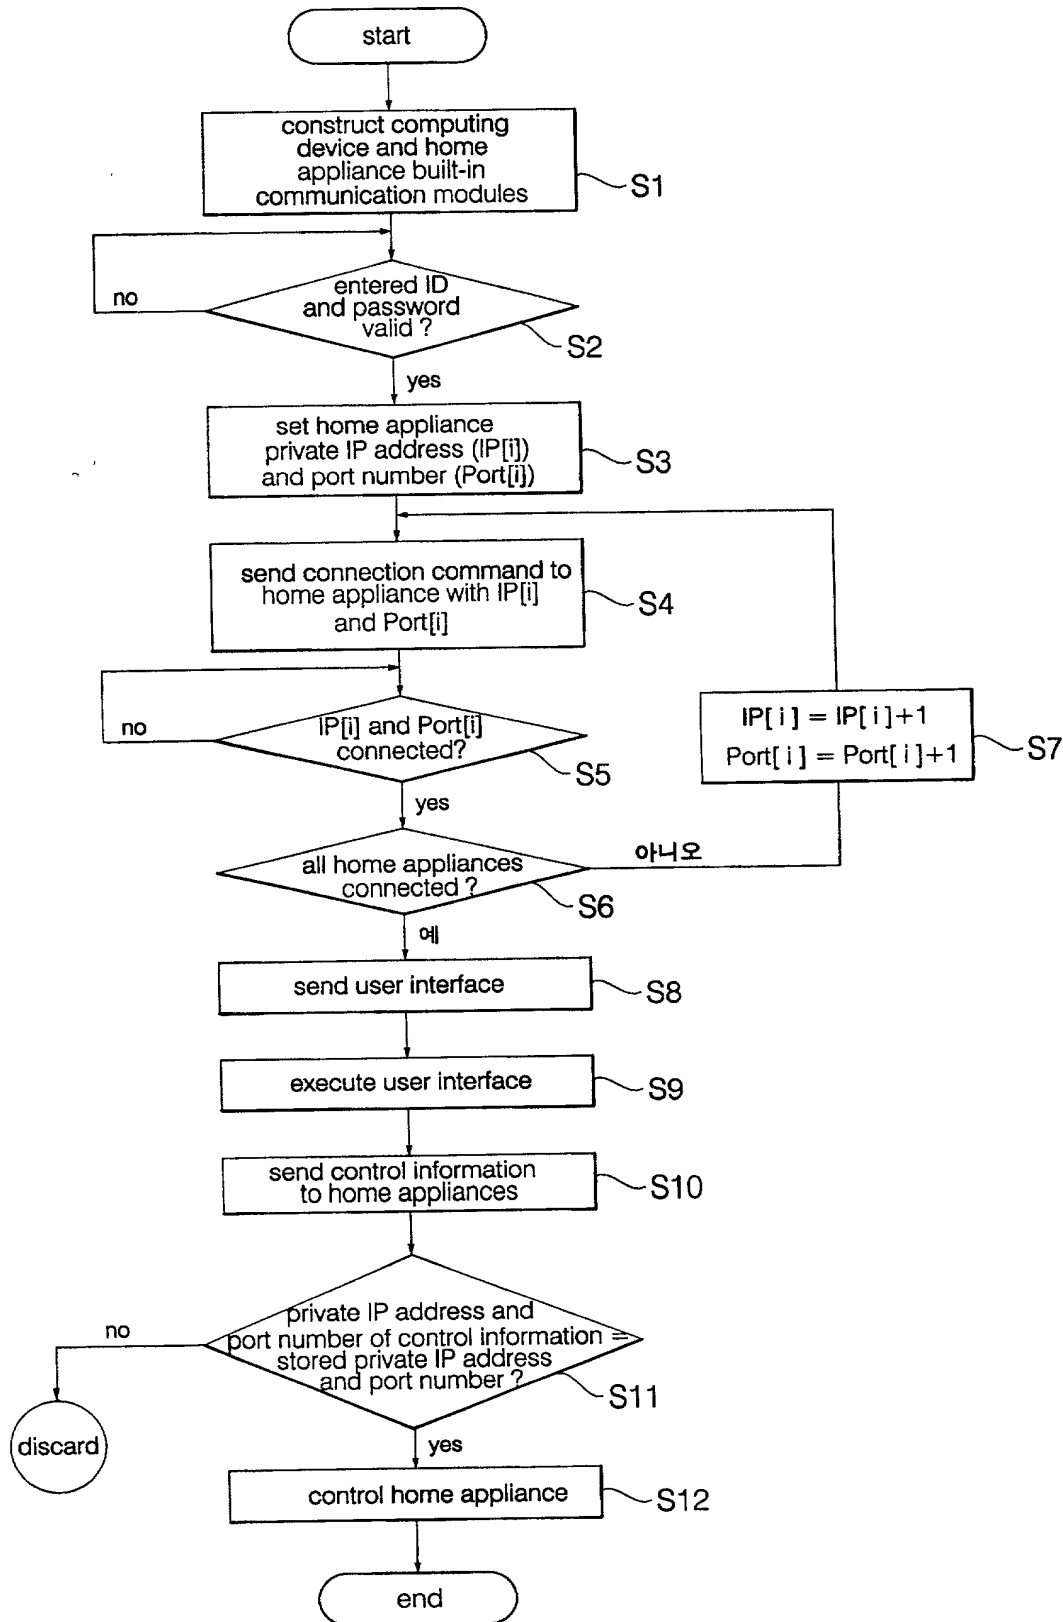 start
construct computing
device and home
appliance built-in
communication modules
S1
entered ID
and password
valid ?
no
S2
yes
set home appliance
private IP address (IP[i])
and port number (Port[i])
S3
send connection command to
home appliance with IP[i]
and Port[i]
S4
IP[i] and Port[i]
connected?
no
S5
IP[ i ] = IP[ i ]+1
Port[ i ] = Port[ i ]+1
S7
yes
all home appliances
connected ?
아니오
S6
예
send user interface
S8
execute user interface
S9
send control information
to home appliances
S10
private IP address and
port number of control information =
stored private IP address
and port number ?
no
S11
discard
yes
control home appliance
S12
end